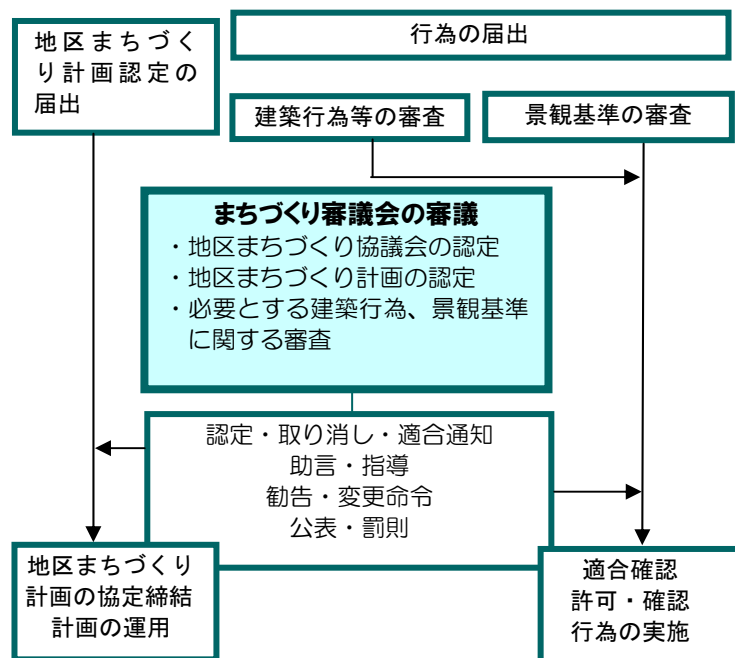 地区まちづく
り計画認定の
届出
行為の届出
建築行為等の審査
景観基準の審査
まちづくり審議会の審議
・地区まちづくり協議会の認定
・地区まちづくり計画の認定
・必要とする建築行為、景観基準
に関する審査
認定・取り消し・適合通知
助言・指導
勧告・変更命令
公表・罰則
地区まちづくり
計画の協定締結
計画の運用
適合確認
許可・確認
行為の実施